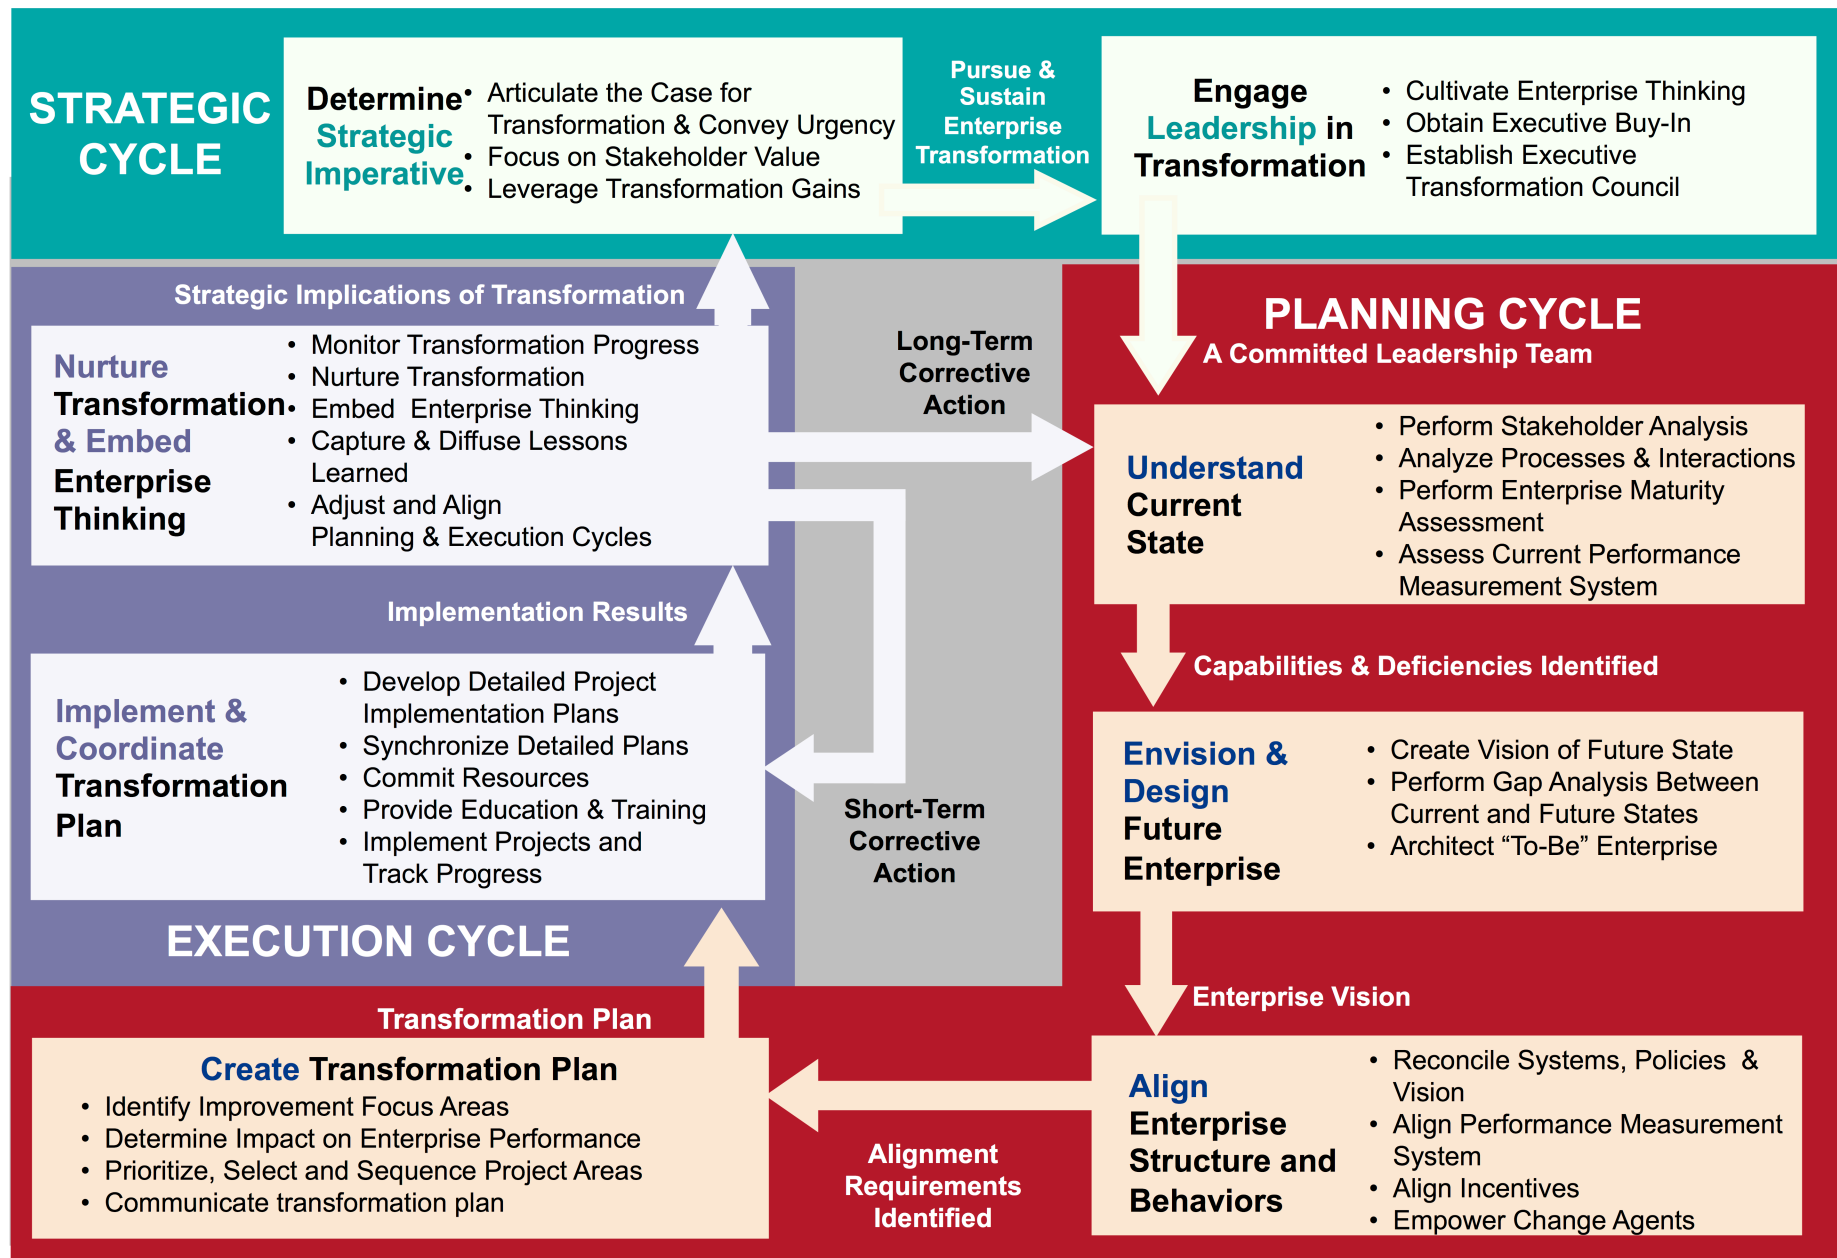 STRATEGIC
CYCLE
Determine
Strategic
Imperative
• Articulate the Case for
Transformation & Convey Urgency
• Focus on Stakeholder Value
• Leverage Transformation Gains
Pursue &
Sustain
Enterprise
Transformation
Engage
Leadership in
Transformation
• Cultivate Enterprise Thinking
• Obtain Executive Buy-In
• Establish Executive
Transformation Council
Strategic Implications of Transformation
Nurture
Transformation
& Embed
Enterprise
Thinking
• Monitor Transformation Progress
• Nurture Transformation
• Embed  Enterprise Thinking
• Capture & Diffuse Lessons
Learned
• Adjust and Align
Planning & Execution Cycles
Long-Term
Corrective
Action
PLANNING CYCLE
A Committed Leadership Team
Understand
Current
State
• Perform Stakeholder Analysis
• Analyze Processes & Interactions
• Perform Enterprise Maturity
Assessment
• Assess Current Performance
Measurement System
Implementation Results
Implement &
Coordinate
Transformation
Plan
• Develop Detailed Project
Implementation Plans
• Synchronize Detailed Plans
• Commit Resources
• Provide Education & Training
• Implement Projects and
Track Progress
Short-Term
Corrective
Action
Capabilities & Deficiencies Identified
Envision &
Design
Future
Enterprise
• Create Vision of Future State
• Perform Gap Analysis Between
Current and Future States
• Architect “To-Be” Enterprise
EXECUTION CYCLE
Enterprise Vision
Transformation Plan
Create Transformation Plan
• Identify Improvement Focus Areas
• Determine Impact on Enterprise Performance
• Prioritize, Select and Sequence Project Areas
• Communicate transformation plan
Alignment
Requirements
Identified
Align
Enterprise
Structure and
Behaviors
• Reconcile Systems, Policies  &
Vision
• Align Performance Measurement
System
• Align Incentives
• Empower Change Agents